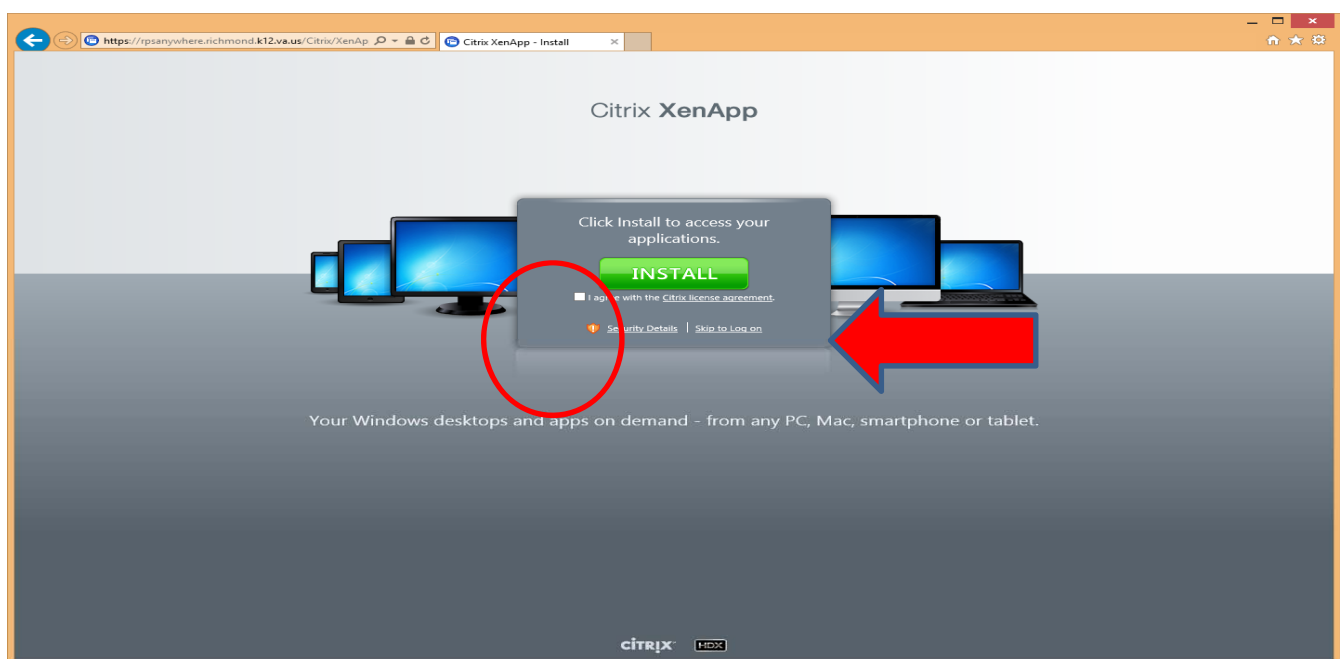 https://rpsanywhere.richmond.k12.va.us/Citrix/XenAp
Citrix XenApp - Install
Citrix XenApp
Click Install to access your
applications.
INSTALL
I agree with the Citrix license agreement.
Security Details | Skip to Log on
Your Windows desktops and apps on demand - from any PC, Mac, smartphone or tablet.
CITRIX HDX